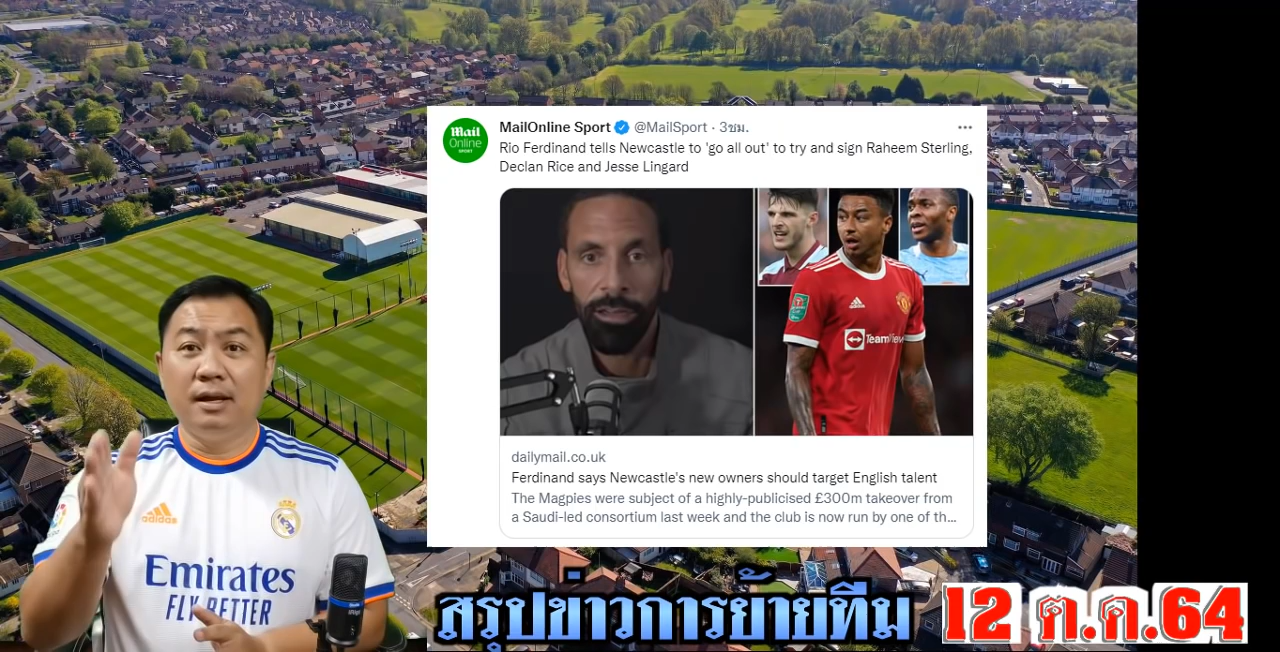 Mail
Online
SPORT
MailOnline Sport @MailSport · 3ชม.
Rio Ferdinand tells Newcastle to 'go all out' to try and sign Raheem Sterling,
Declan Rice and Jesse Lingard
TeamView
dailymail.co.uk
Ferdinand says Newcastle's new owners should target English talent
The Magpies were subject of a highly-publicised £300m takeover from
a Saudi-led consortium last week and the club is now run by one of th...
adidas
Emirates
FLY BETTER
สรุปข่าวการย้ายทีม 12 ต.ค.64